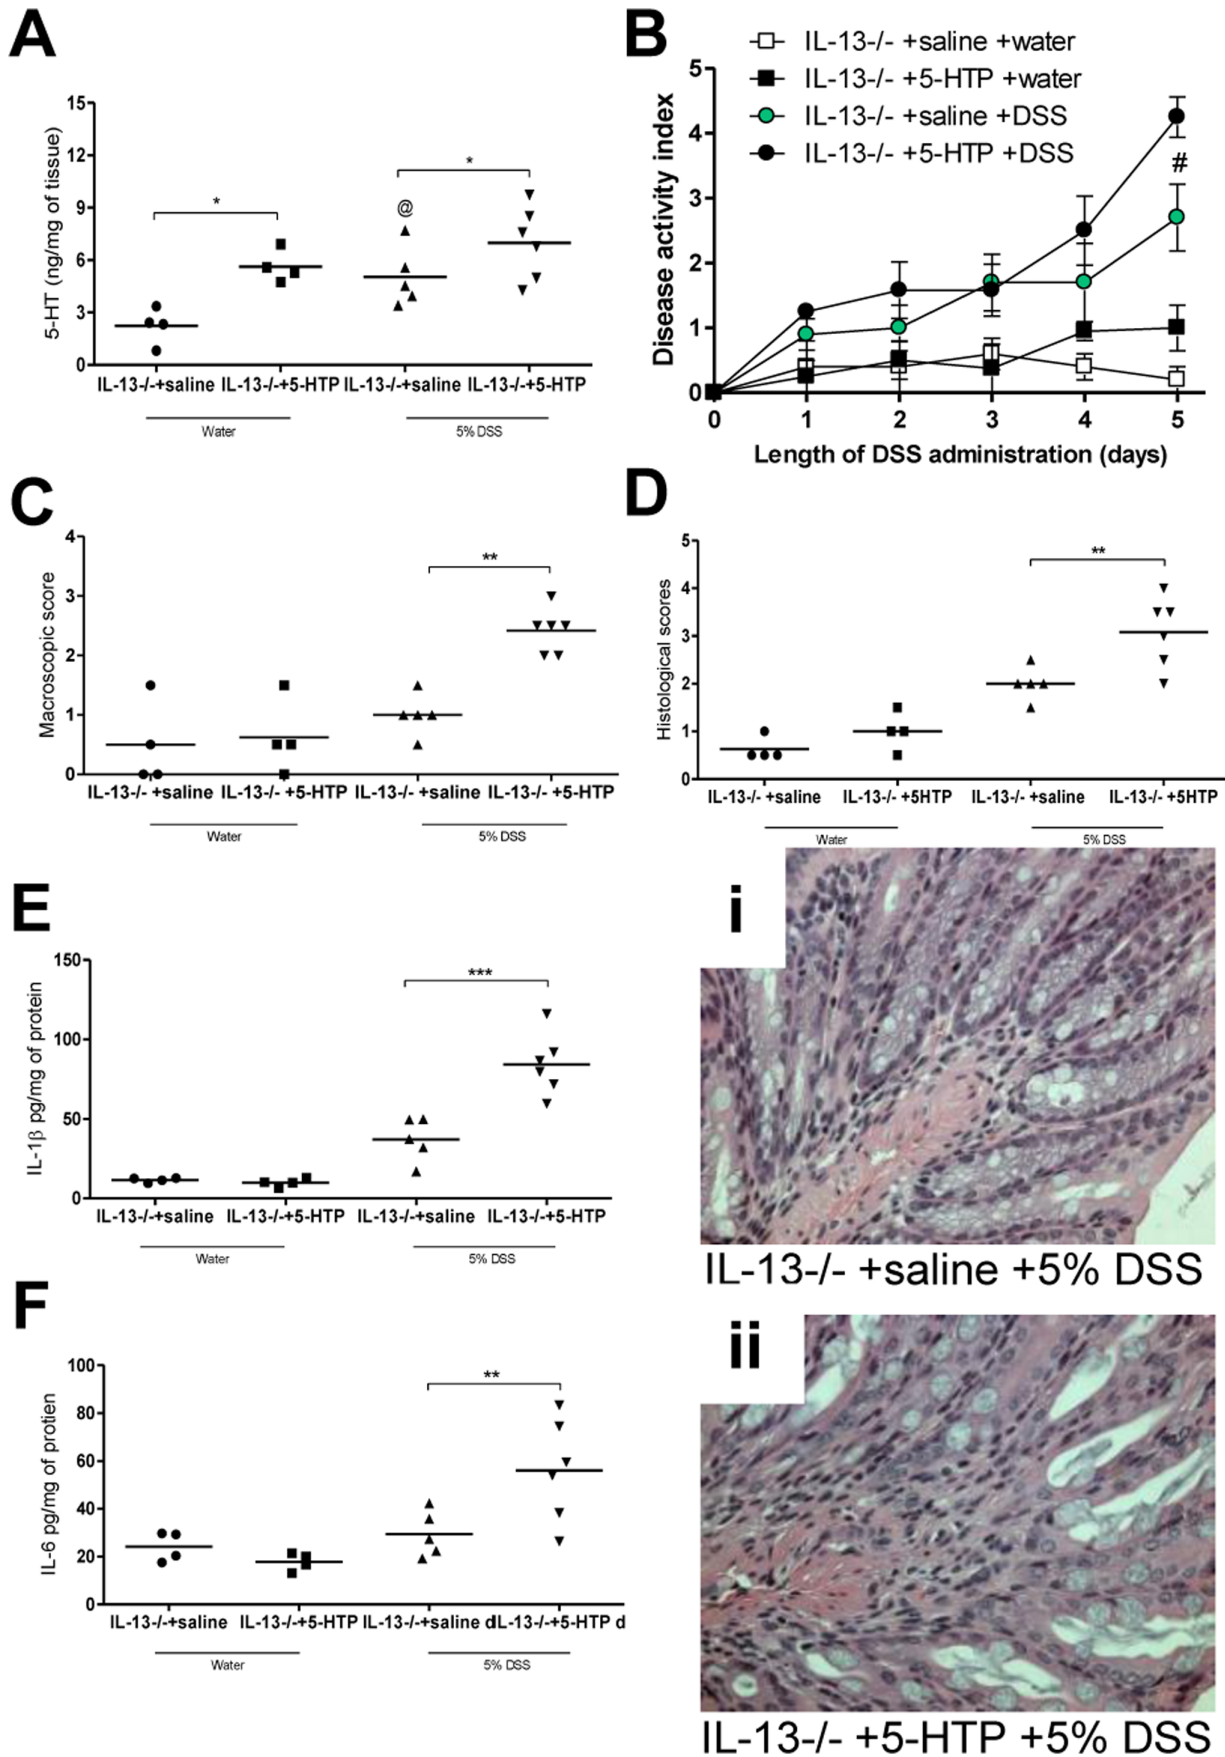 A
5-HT (ng/mg of tissue)
15
12
9
6
3
0
*
@
*
IL-13-/-+saline IL-13-/-+5-HTP IL-13-/-+saline IL-13-/-+5-HTP
Water 5% DSS
B
IL-13-/- +saline +water
IL-13-/- +5-HTP +water
IL-13-/- +saline +DSS
IL-13-/- +5-HTP +DSS
Disease activity index
5
4
3
2
1
0
#
0 1 2 3 4 5
Length of DSS administration (days)
C
Macroscopic score
4
3
2
1
0
**
IL-13-/- +saline IL-13-/- +5-HTP IL-13-/- +saline IL-13-/- +5-HTP
Water 5% DSS
D
Histological scores
5
4
3
2
1
0
**
IL-13-/- +saline IL-13-/- +5HTP IL-13-/- +saline IL-13-/- +5HTP
Water 5% DSS
i
IL-13-/- +saline +5% DSS
ii
IL-13-/- +5-HTP +5% DSS
E
IL-1β pg/mg of protein
150
100
50
0
***
IL-13-/-+saline IL-13-/-+5-HTP IL-13-/-+saline IL-13-/-+5-HTP
Water 5% DSS
F
IL-6 pg/mg of protien
100
80
60
40
20
0
**
IL-13-/-+saline IL-13-/-+5-HTP IL-13-/-+saline d IL-13-/-+5-HTP d
Water 5% DSS